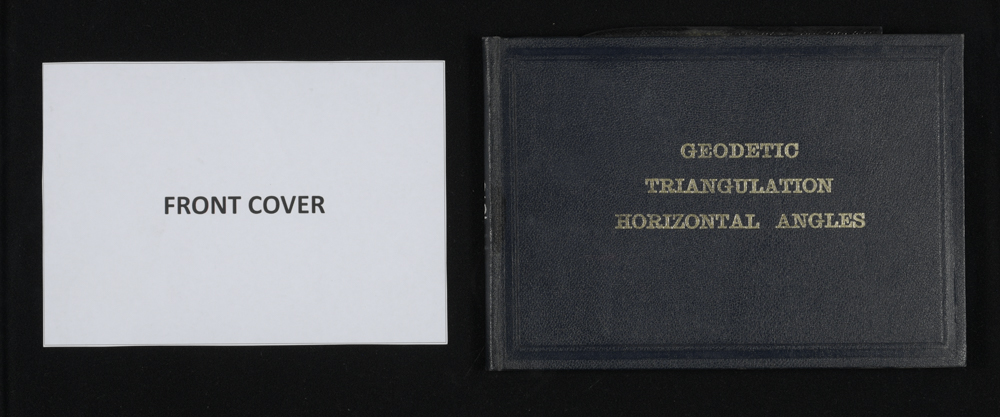 FRONT COVER
GEODETIC
TRIANGULATION
HORIZONTAL ANGLES